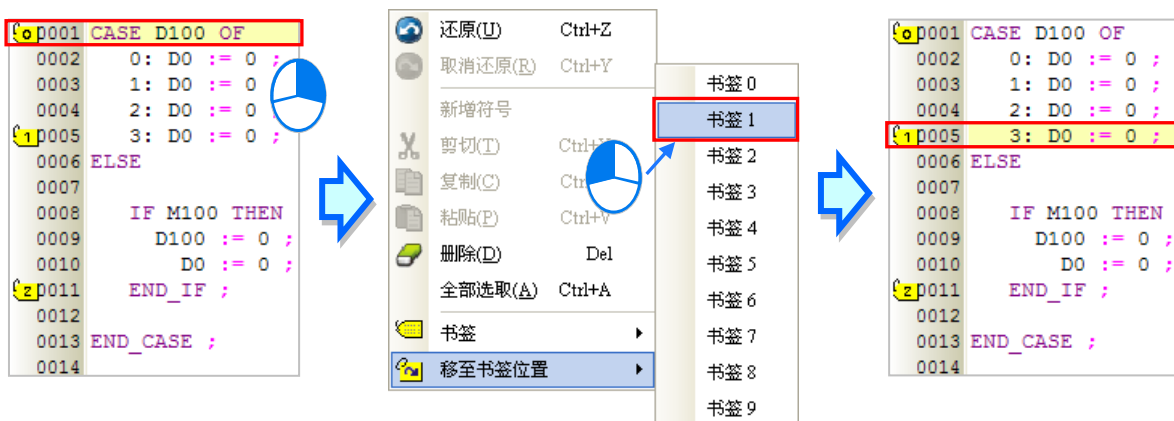 0001 CASE D100 OF
0002 0: D0 := 0 ;
0003 1: D0 := 0
0004 2: D0 := 0
1 0005 3: D0 := 0 ;
0006 ELSE
0007
0008 IF M100 THEN
0009 D100 := 0 ;
0010 D0 := 0 ;
2 0011 END_IF ;
0012
0013 END_CASE ;
0014
还原(U) Ctrl+Z
取消还原(R) Ctrl+Y
新增符号
剪切(T)
复制(C)
粘贴(P) Ctrl+V
删除(D) Del
全部选取(A) Ctrl+A
书签
移至书签位置
书签 0
书签 1
书签 2
书签 3
书签 4
书签 5
书签 6
书签 7
书签 8
书签 9
0 0001 CASE D100 OF
0002 0: D0 := 0 ;
0003 1: D0 := 0 ;
0004 2: D0 := 0 ;
1 0005 3: D0 := 0 ;
0006 ELSE
0007
0008 IF M100 THEN
0009 D100 := 0 ;
0010 D0 := 0 ;
2 0011 END_IF ;
0012
0013 END_CASE ;
0014